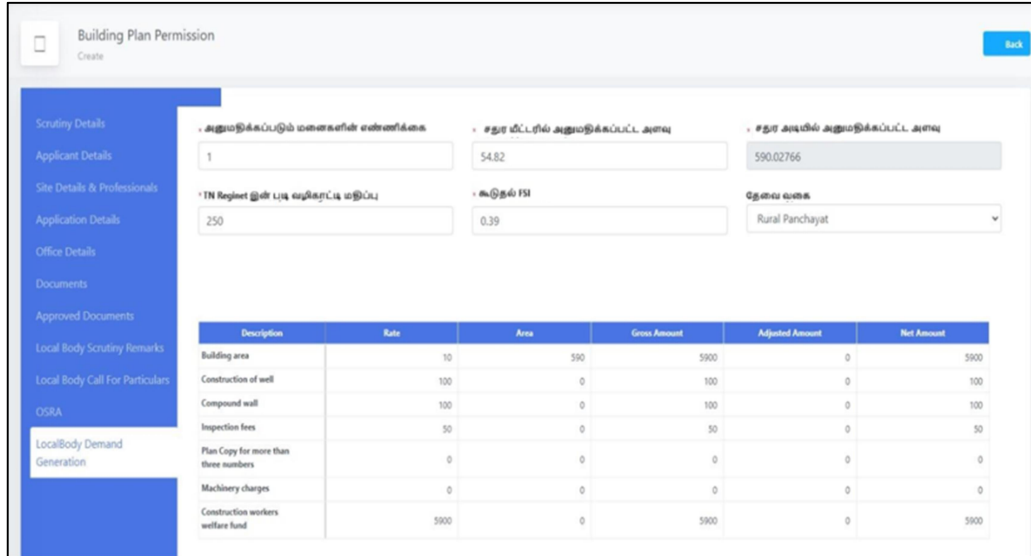 Building Plan Permission
Create
Back
Scrutiny Details
Applicant Details
Site Details & Professionals
Application Details
Office Details
Documents
Approved Documents
Local Body Scrutiny Remarks
Local Body Call For Particulars
OSRA
LocalBody Demand
Generation
* அனுமதிக்கப்படும் மனைகளின் எண்ணிக்கை * சதுர மீட்டரில் அனுமதிக்கப்பட்ட அளவு * சதுர அடியில் அனுமதிக்கப்பட்ட அளவு
1 54.82 590.02766
* TN Reginet இன் படி வழிகாட்டி மதிப்பு * கூடுதல் FSI தேவை வகை
250 0.39 Rural Panchayat
Description Rate Area Gross Amount Adjusted Amount Net Amount
Building area 10 590 5900 0 5900
Construction of well 100 0 100 0 100
Compound wall 100 0 100 0 100
Inspection fees 50 0 50 0 50
Plan Copy for more than
three numbers 0 0 0 0 0
Machinery charges 0 0 0 0 0
Construction workers
welfare fund 5900 0 5900 0 5900